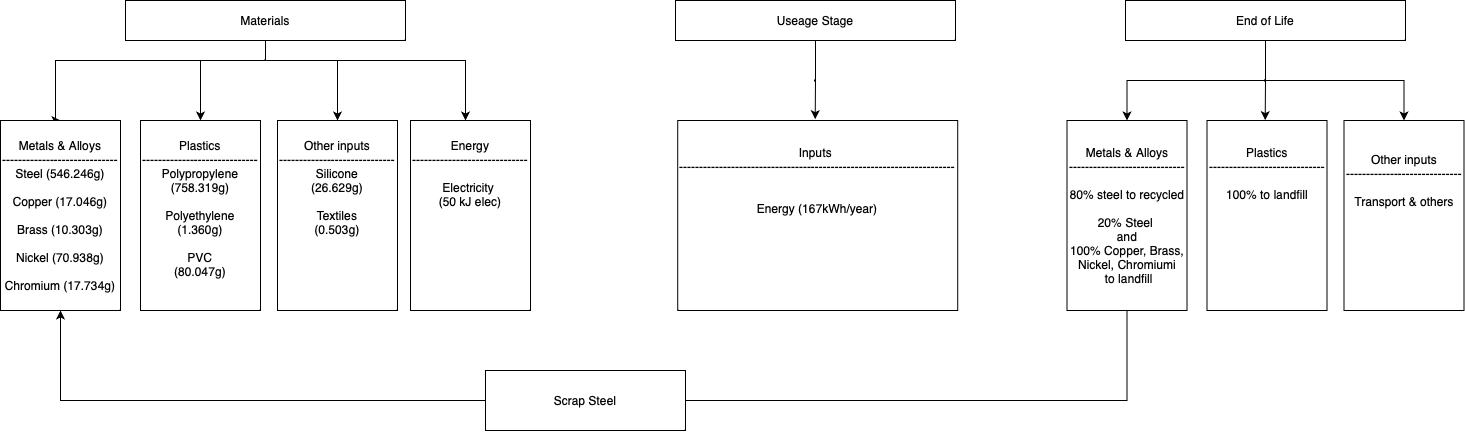 Materials
Useage Stage
End of Life
Metals & Alloys
Steel (546.246g)
Copper (17.046g)
Brass (10.303g)
Nickel (70.938g)
Chromium (17.734g)
Plastics
Polypropylene
(758.319g)
Polyethylene
(1.360g)
PVC
(80.047g)
Other inputs
Silicone
(26.629g)
Textiles
(0.503g)
Energy
Electricity
(50 kJ elec)
Inputs
Energy (167kWh/year)
Metals & Alloys
80% steel to recycled
20% Steel
and
100% Copper, Brass,
Nickel, Chromiumi
to landfill
Plastics
100% to landfill
Other inputs
Transport & others
Scrap Steel